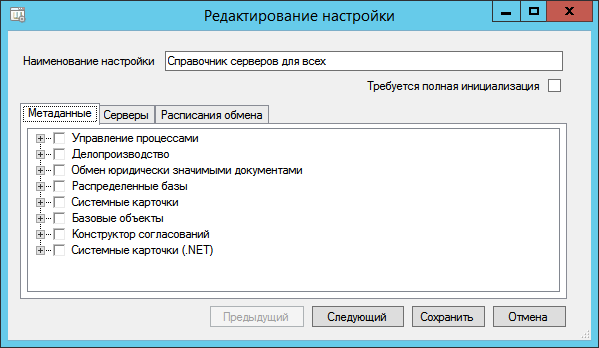 Редактирование настройки
Наименование настройки Справочник серверов для всех
Требуется полная инициализация
Метаданные Серверы Расписания обмена
Управление процессами
Делопроизводство
Обмен юридически значимыми документами
Распределенные базы
Системные карточки
Базовые объекты
Конструктор согласований
Системные карточки (.NET)
Предыдущий Следующий Сохранить Отмена